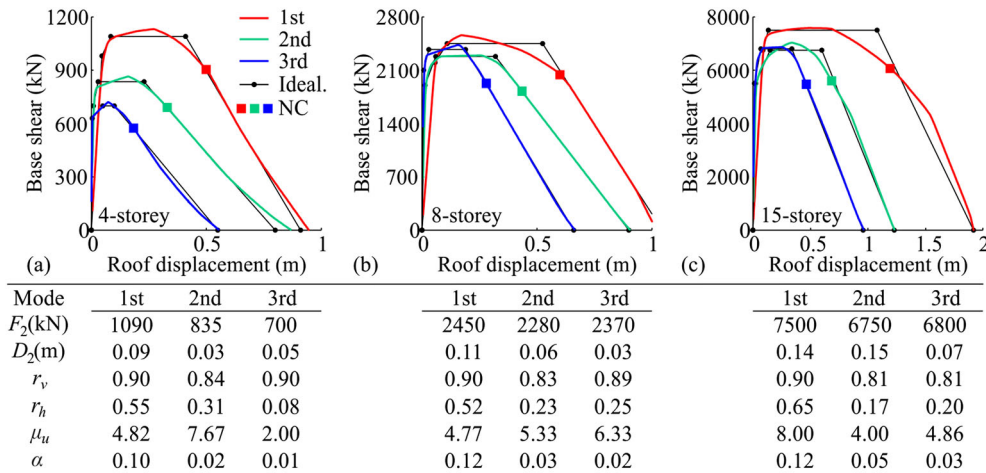 1200
900
600
300
0
Base shear (kN)
1st
2nd
3rd
Ideal.
NC
4-storey
0 0.5 1
(a) Roof displacement (m)
2800
2100
1400
700
0
Base shear (kN)
8-storey
0 0.5 1
(b) Roof displacement (m)
8000
6000
4000
2000
0
Base shear (kN)
15-storey
0 0.5 1 1.5 2
(c) Roof displacement (m)
Mode 1st 2nd 3rd 1st 2nd 3rd 1st 2nd 3rd
F2(kN) 1090 835 700 2450 2280 2370 7500 6750 6800
D2(m) 0.09 0.03 0.05 0.11 0.06 0.03 0.14 0.15 0.07
rv 0.90 0.84 0.90 0.90 0.83 0.89 0.90 0.81 0.81
rh 0.55 0.31 0.08 0.52 0.23 0.25 0.65 0.17 0.20
μu 4.82 7.67 2.00 4.77 5.33 6.33 8.00 4.00 4.86
α 0.10 0.02 0.01 0.12 0.03 0.02 0.12 0.05 0.03